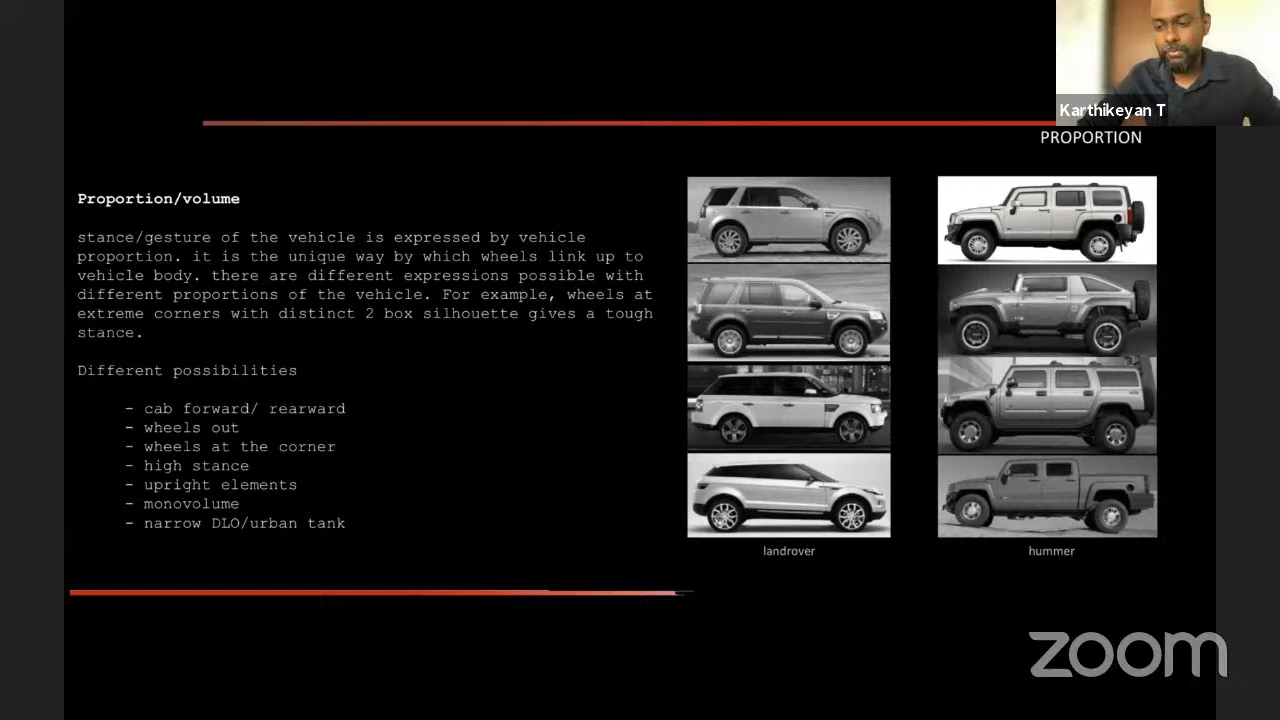 Karthikeyan T
PROPORTION
Proportion/volume
stance/gesture of the vehicle is expressed by vehicle
proportion. it is the unique way by which wheels link up to
vehicle body. there are different expressions possible with
different proportions of the vehicle. For example, wheels at
extreme corners with distinct 2 box silhouette gives a tough
stance.
Different possibilities
- cab forward/ rearward
- wheels out
- wheels at the corner
- high stance
- upright elements
- monovolume
- narrow DLO/urban tank
landrover
hummer
zoom